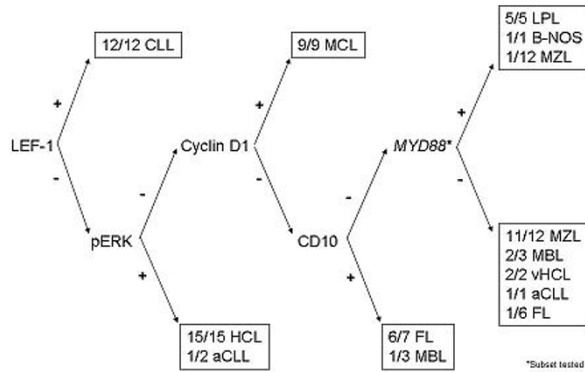 12/12 CLL
9/9 MCL
5/5 LPL
1/1 B-NOS
1/12 MZL
+
+
+
LEF-1
Cyclin D1
MYD88*
-
-
-
-
-
pERK
CD10
+
+
11/12 MZL
2/3 MBL
2/2 vHCL
1/1 aCLL
1/6 FL
15/15 HCL
1/2 aCLL
6/7 FL
1/3 MBL
*Subset tested